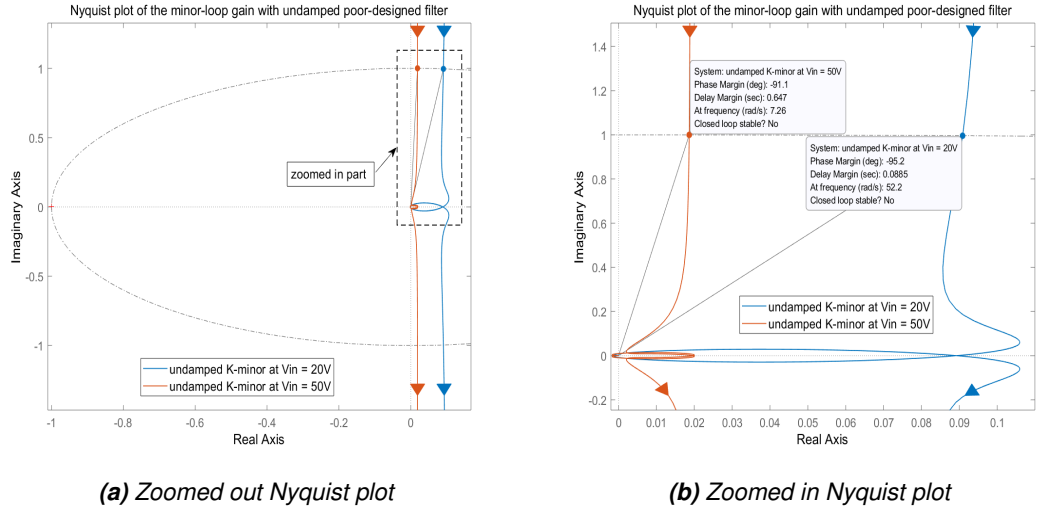 Nyquist plot of the minor-loop gain with undamped poor-designed filter
Imaginary Axis
1
0.5
0
-0.5
-1
zoomed in part
undamped K-minor at Vin = 20V
undamped K-minor at Vin = 50V
-1
-0.8
-0.6
-0.4
-0.2
0
Real Axis
(a) Zoomed out Nyquist plot
Nyquist plot of the minor-loop gain with undamped poor-designed filter
Imaginary Axis
1.4
1.2
1
0.8
0.6
0.4
0.2
0
-0.2
System: undamped K-minor at Vin = 50V
Phase Margin (deg): -91.1
Delay Margin (sec): 0.647
At frequency (rad/s): 7.26
Closed loop stable? No
System: undamped K-minor at Vin = 20V
Phase Margin (deg): -95.2
Delay Margin (sec): 0.0885
At frequency (rad/s): 52.2
Closed loop stable? No
undamped K-minor at Vin = 20V
undamped K-minor at Vin = 50V
0
0.01
0.02
0.03
0.04
0.05
0.06
0.07
0.08
0.09
0.1
Real Axis
(b) Zoomed in Nyquist plot